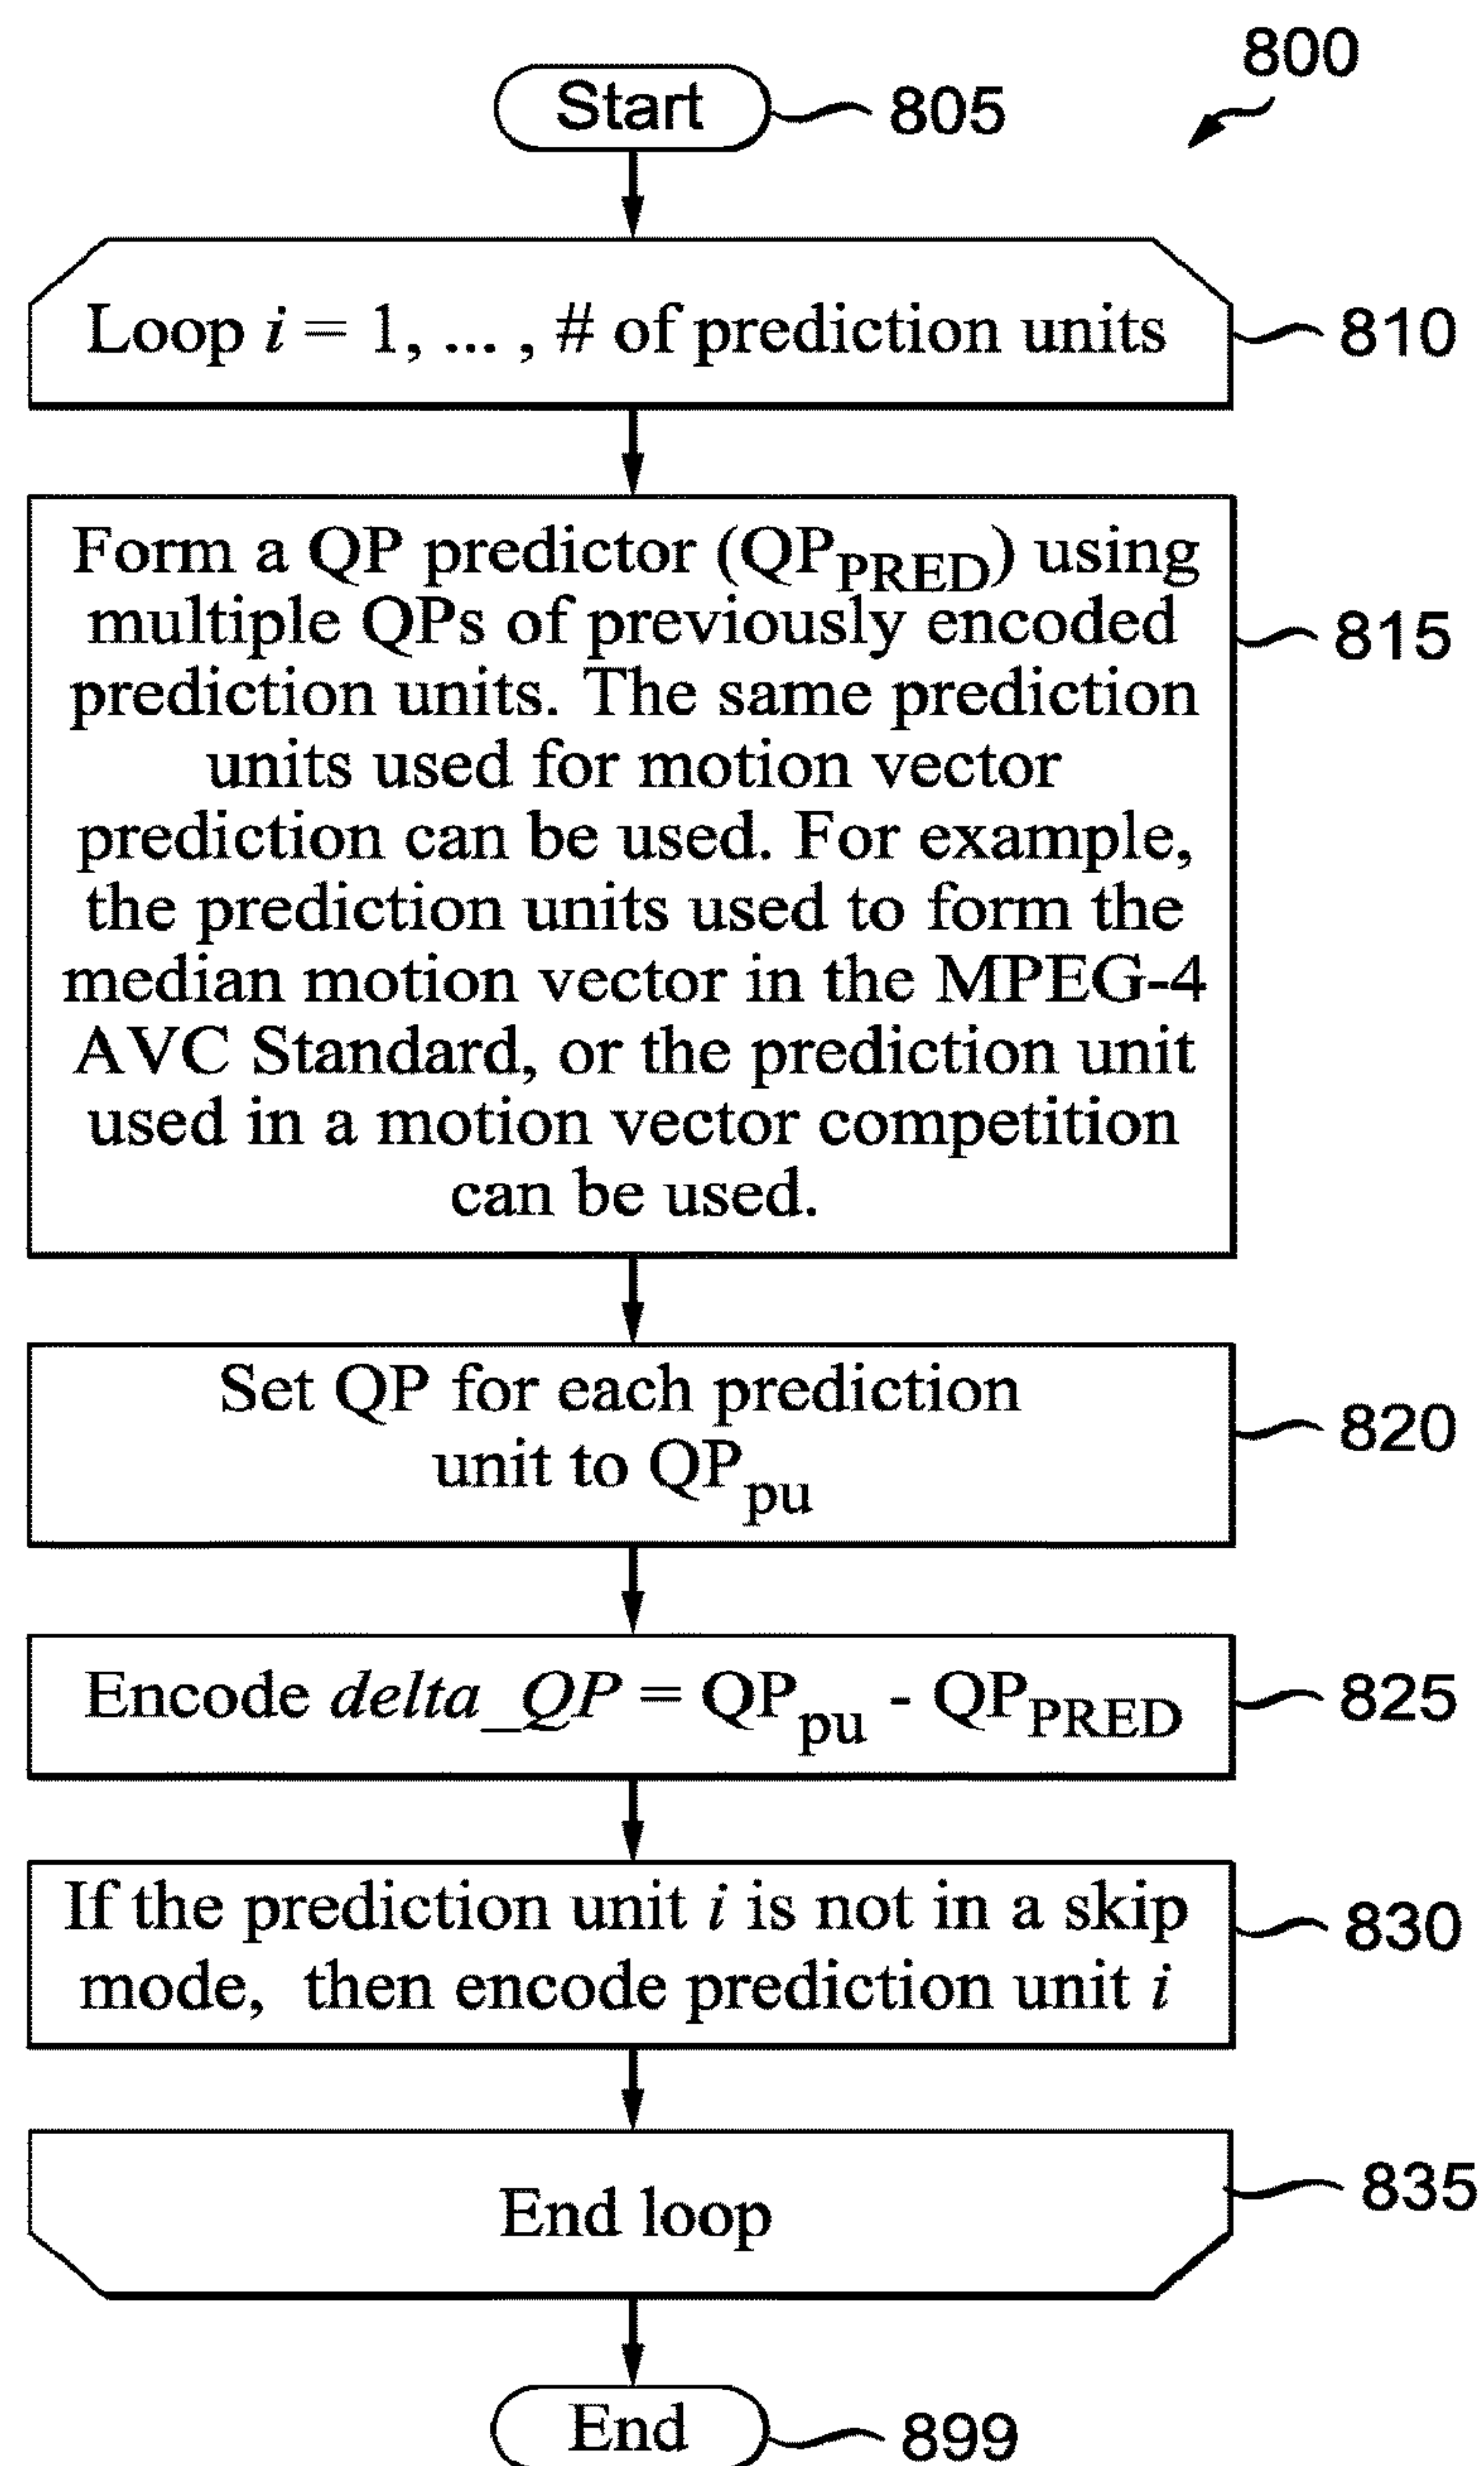 800
Start
805
Loop i = 1, ... , # of prediction units
810
Form a QP predictor (QPPRED) using
multiple QPs of previously encoded
prediction units. The same prediction
units used for motion vector
prediction can be used. For example,
the prediction units used to form the
median motion vector in the MPEG-4
AVC Standard, or the prediction unit
used in a motion vector competition
can be used.
815
Set QP for each prediction
unit to QPpu
820
Encode delta_QP = QPpu - QPPRED
825
If the prediction unit i is not in a skip
mode, then encode prediction unit i
830
End loop
835
End
899